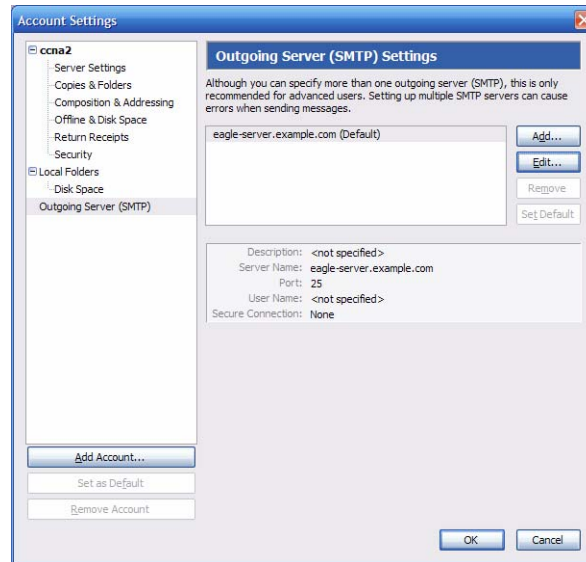 Account Settings
ccna2
Server Settings
Copies & Folders
Composition & Addressing
Offline & Disk Space
Return Receipts
Security
Local Folders
Disk Space
Outgoing Server (SMTP)
Add Account...
Set as Default
Remove Account
Outgoing Server (SMTP) Settings
Although you can specify more than one outgoing server (SMTP), this is only
recommended for advanced users. Setting up multiple SMTP servers can cause
errors when sending messages.
eagle-server.example.com (Default)
Add...
Edit...
Remove
Set Default
Description: <not specified>
Server Name: eagle-server.example.com
Port: 25
User Name: <not specified>
Secure Connection: None
OK
Cancel